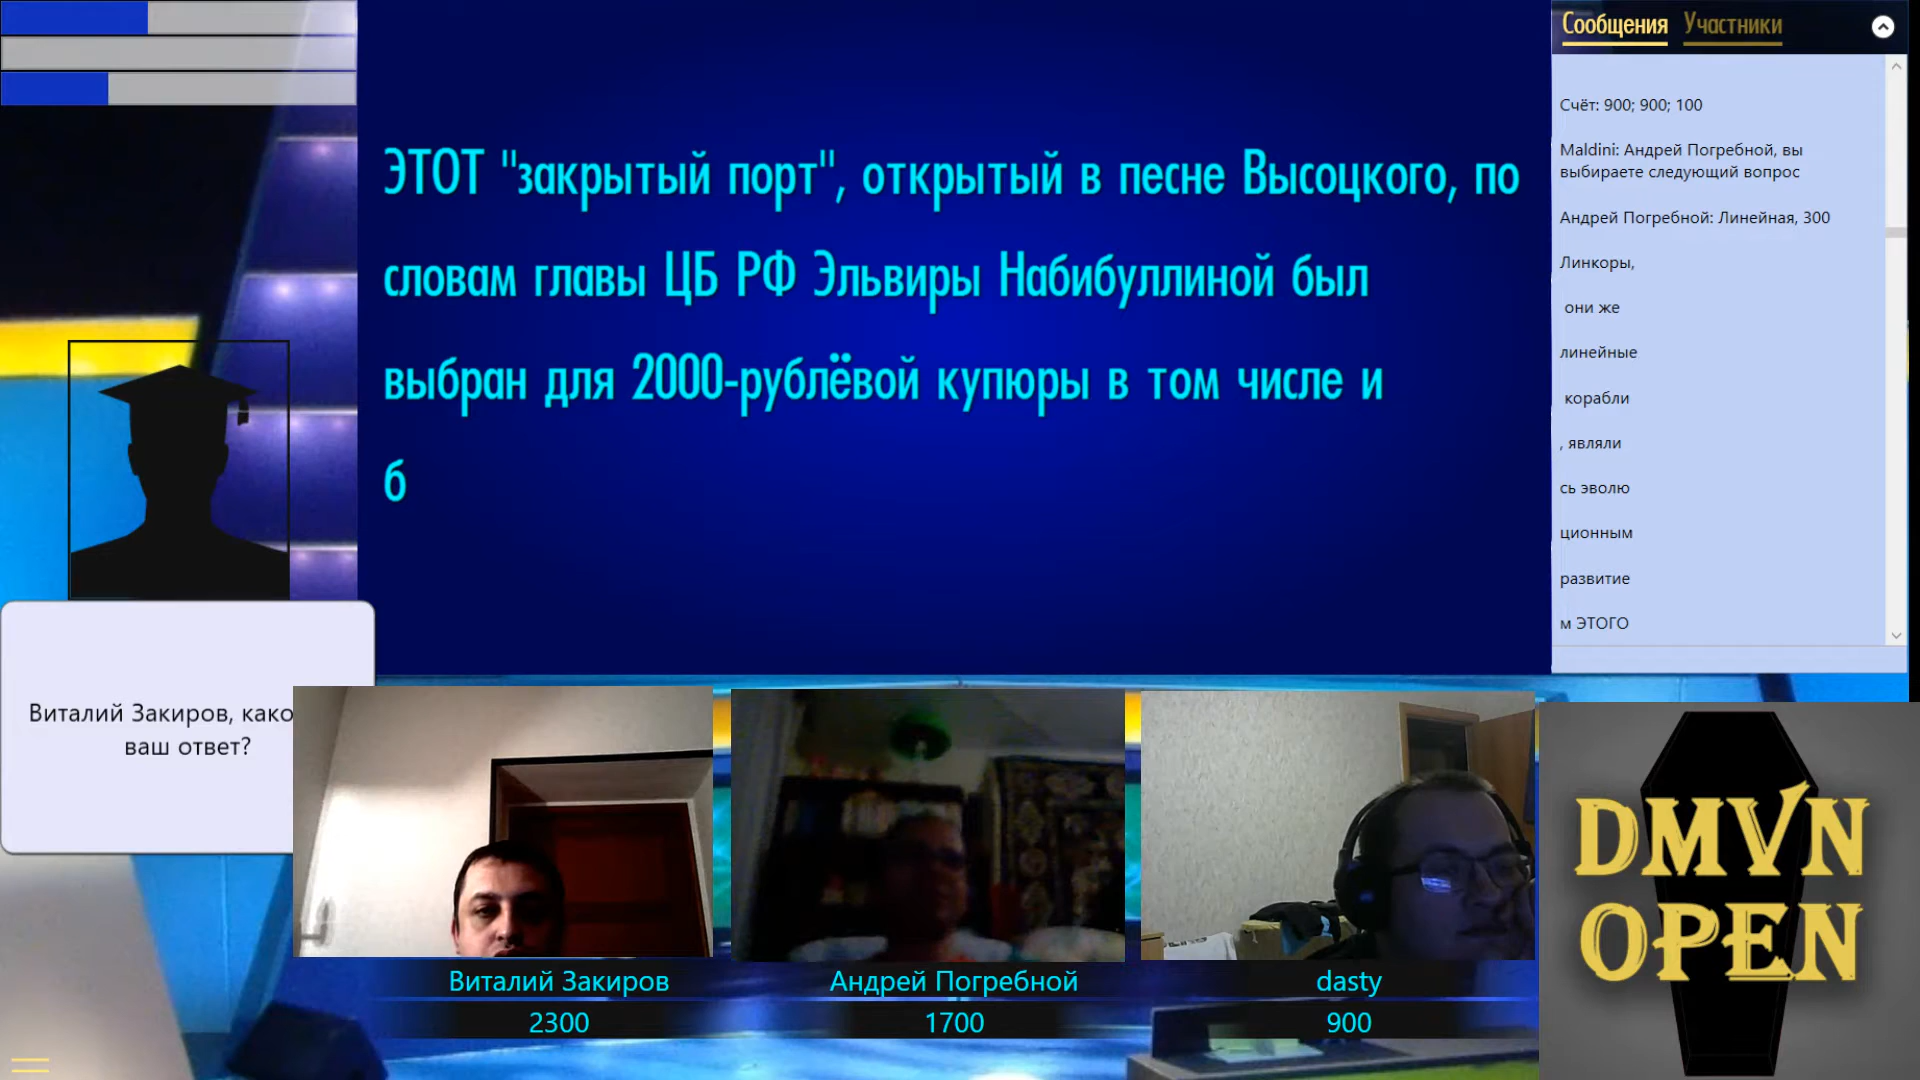 ЭТОТ "закрытый порт", открытый в песне Высоцкого, по
словам главы ЦБ РФ Эльвиры Набибуллиной был
выбран для 2000-рублёвой купюры в том числе и
б
Сообщения Участники
Счёт: 900; 900; 100
Maldini: Андрей Погребной, вы
выбираете следующий вопрос
Андрей Погребной: Линейная, 300
Линкоры,
они же
линейные
корабли
, являли
сь эволю
ционным
развитие
м ЭТОГО
Виталий Закиров, како
ваш ответ?
Виталий Закиров
2300
Андрей Погребной
1700
dasty
900
DMVN
OPEN